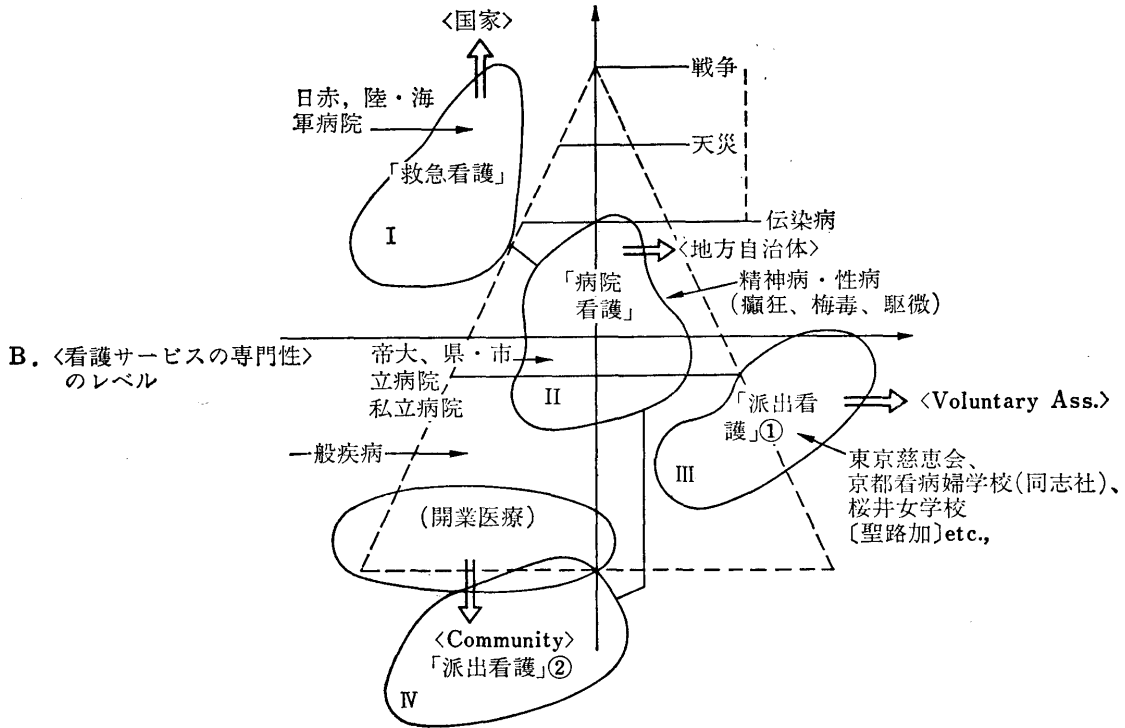 <国家>
戦争
日赤，陸・海
軍病院
天災
「救急看護」
伝染病
I
<地方自治体>
「病院
看護」
精神病・性病
(癲狂、梅毒、駆黴)
B. <看護サービスの専門性>
のレベル
帝大、県・市
立病院
私立病院
II
「派出看
護」①
<Voluntary Ass.>
III
一般疾病
東京慈恵会、
京都看病婦学校(同志社)、
桜井女学校
〔聖路加〕etc.,
(開業医療)
<Community>
「派出看護」②
IV